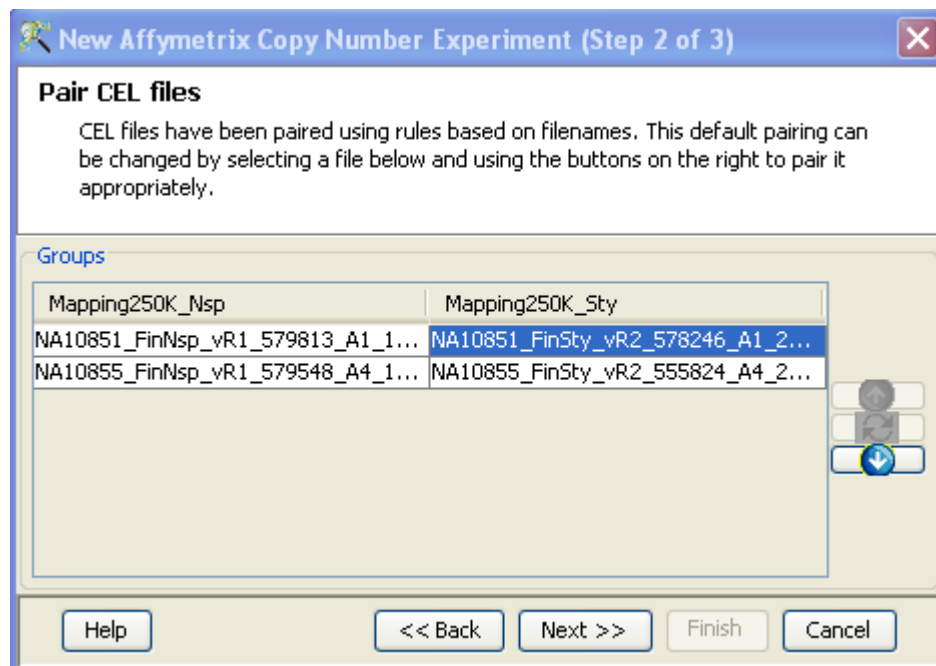 New Affymetrix Copy Number Experiment (Step 2 of 3)
Pair CEL files
CEL files have been paired using rules based on filenames. This default pairing can
be changed by selecting a file below and using the buttons on the right to pair it
appropriately.
Groups
Mapping250K_Nsp Mapping250K_Sty
NA10851_FinNsp_vR1_579813_A1_1... NA10851_FinSty_vR2_578246_A1_2...
NA10855_FinNsp_vR1_579548_A4_1... NA10855_FinSty_vR2_555824_A4_2...
Help << Back Next >> Finish Cancel